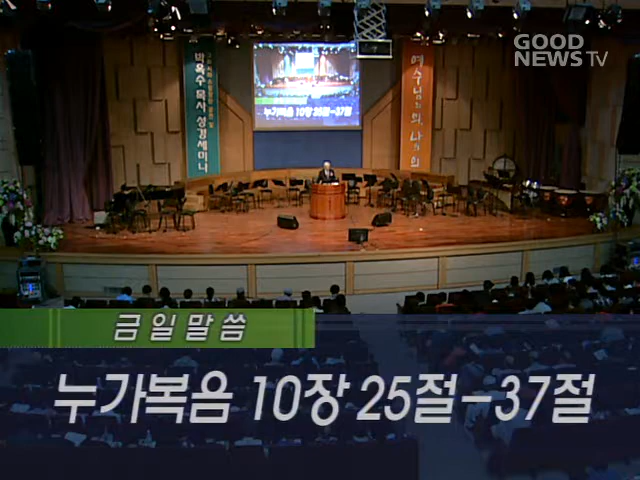 GOOD
NEWS TV
박옥수 목사 성경세미나
예수님의 의, 나의 의
누가복음 10장 25절-37절
금일말씀
누가복음 10장 25절-37절